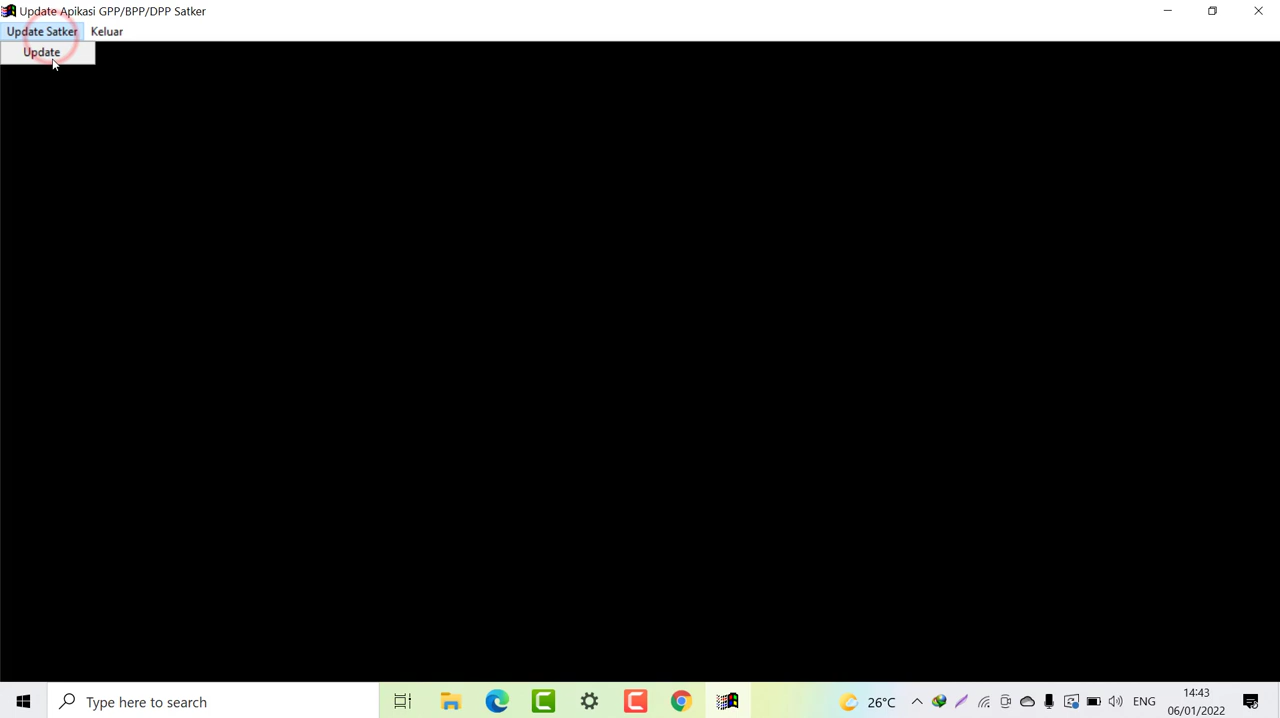 Update Apikasi GPP/BPP/DPP Satker
Update Satker Keluar
Update
Type here to search
26°C
ENG
14:43
06/01/2022